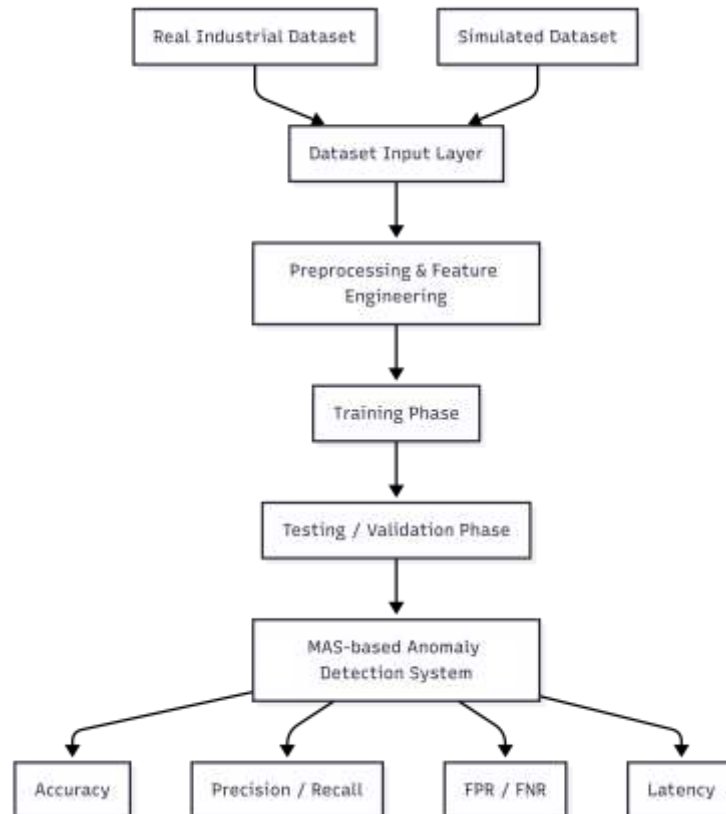 Real Industrial Dataset
Simulated Dataset
Dataset Input Layer
Preprocessing & Feature
Engineering
Training Phase
Testing / Validation Phase
MAS-based Anomaly
Detection System
Accuracy
Precision / Recall
FPR / FNR
Latency